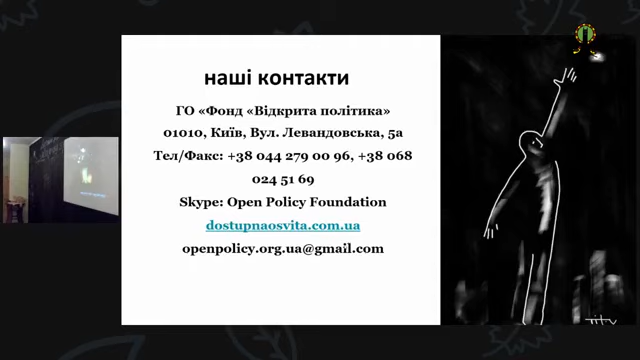 наші контакти
ГО «Фонд «Відкрита політика»
01010, Київ, Вул. Левандовська, 5а
Тел/Факс: +38 044 279 00 96, +38 068
024 51 69
Skype: Open Policy Foundation
dostupnaosvita.com.ua
openpolicy.org.ua@gmail.com